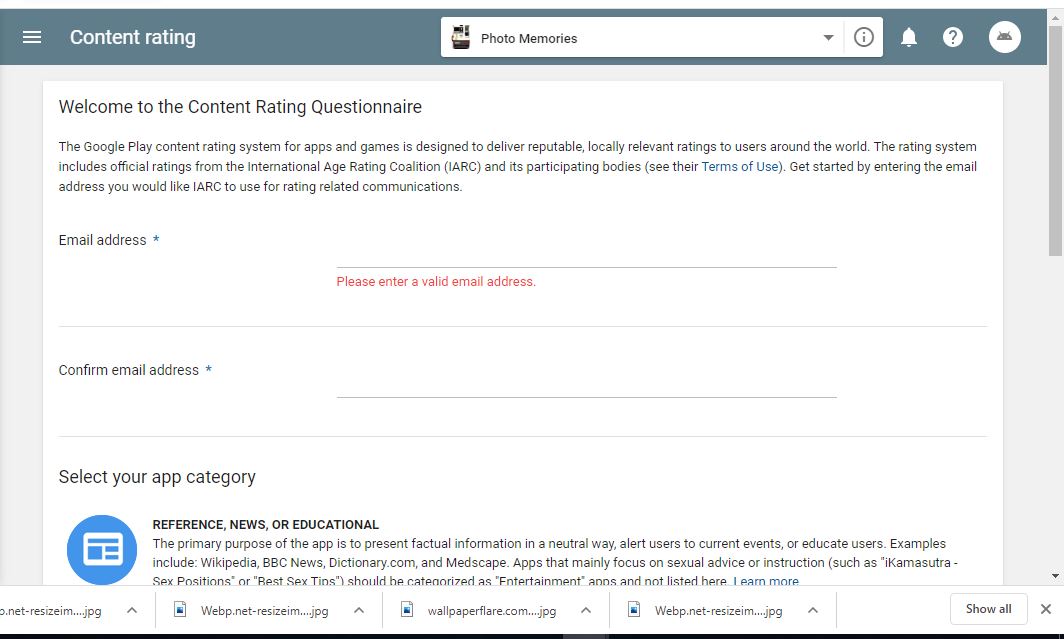 Content rating
Photo Memories
Welcome to the Content Rating Questionnaire
The Google Play content rating system for apps and games is designed to deliver reputable, locally relevant ratings to users around the world. The rating system
includes official ratings from the International Age Rating Coalition (IARC) and its participating bodies (see their Terms of Use). Get started by entering the email
address you would like IARC to use for rating related communications.
Email address *
Please enter a valid email address.
Confirm email address *
Select your app category
REFERENCE, NEWS, OR EDUCATIONAL
The primary purpose of the app is to present factual information in a neutral way, alert users to current events, or educate users. Examples
include: Wikipedia, BBC News, Dictionary.com, and Medscape. Apps that mainly focus on sexual advice or instruction (such as "iKamasutra -
Sex Positions" or "Best Sex Tips") should be categorized as "Entertainment" apps and not listed here. Learn more
p.net-resizeim....jpg
Webp.net-resizeim....jpg
wallpaperflare.com....jpg
Webp.net-resizeim....jpg
Show all